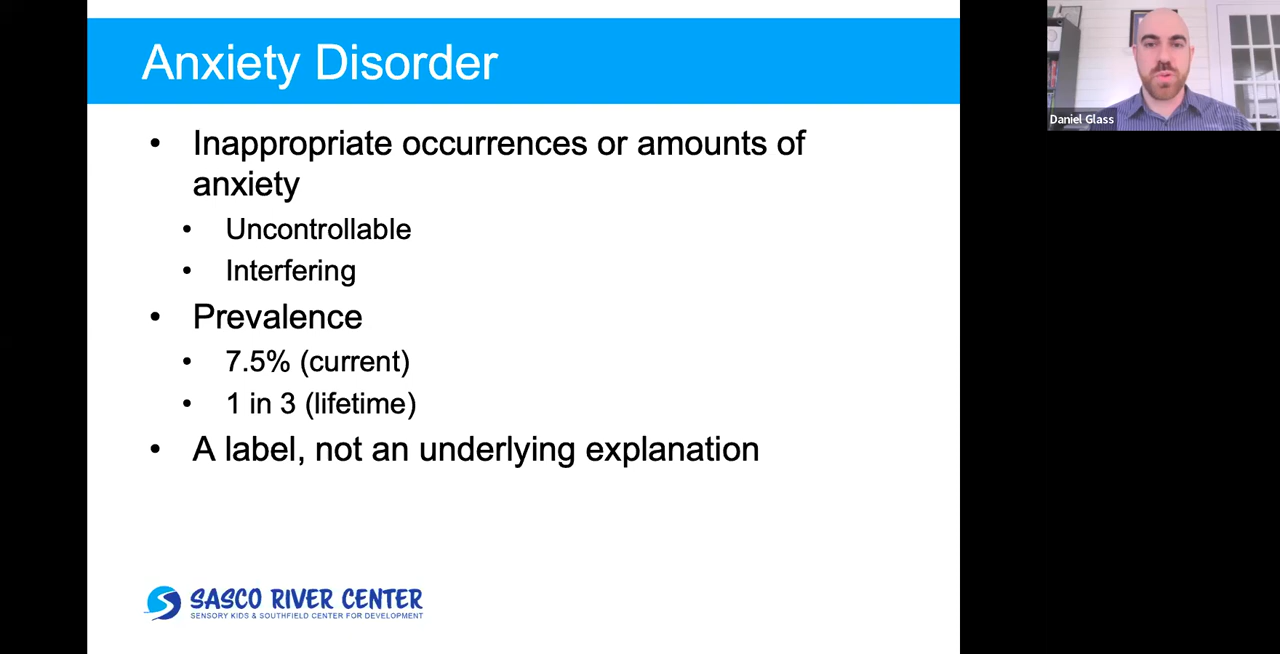 Anxiety Disorder
• Inappropriate occurrences or amounts of
anxiety
• Uncontrollable
• Interfering
• Prevalence
• 7.5% (current)
• 1 in 3 (lifetime)
• A label, not an underlying explanation
SASCO RIVER CENTER
SENSORY KIDS & SOUTHFIELD CENTER FOR DEVELOPMENT
Daniel Glass